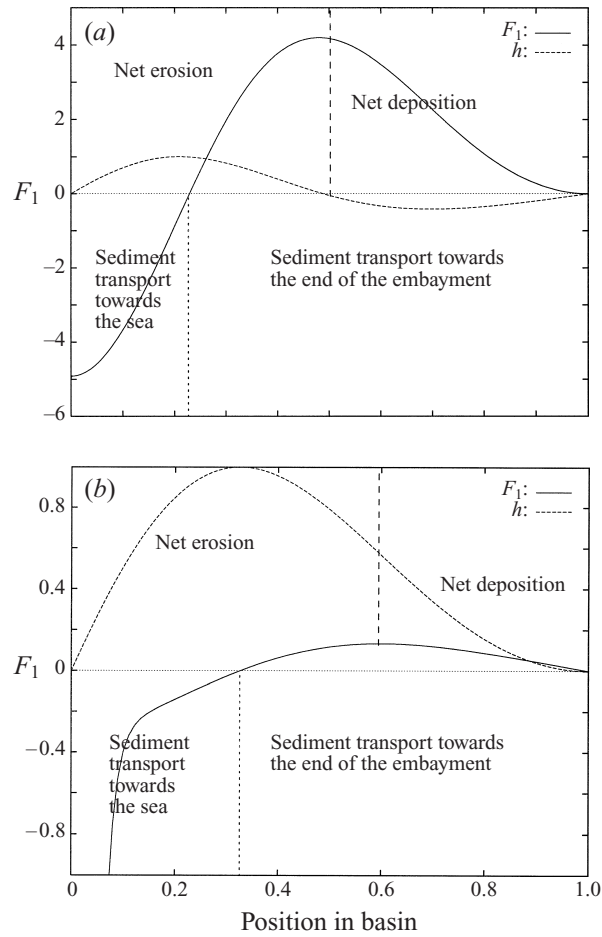 (a)
F1:
h:
Net erosion
Net deposition
4
2
F1
0
−2
−4
−6
Sediment
transport
towards
the sea
Sediment transport towards
the end of the embayment
(b)
F1:
h:
Net erosion
Net deposition
0.8
0.4
F1
0
−0.4
−0.8
Sediment
transport
towards
the sea
Sediment transport towards
the end of the embayment
0 0.2 0.4 0.6 0.8 1.0
Position in basin